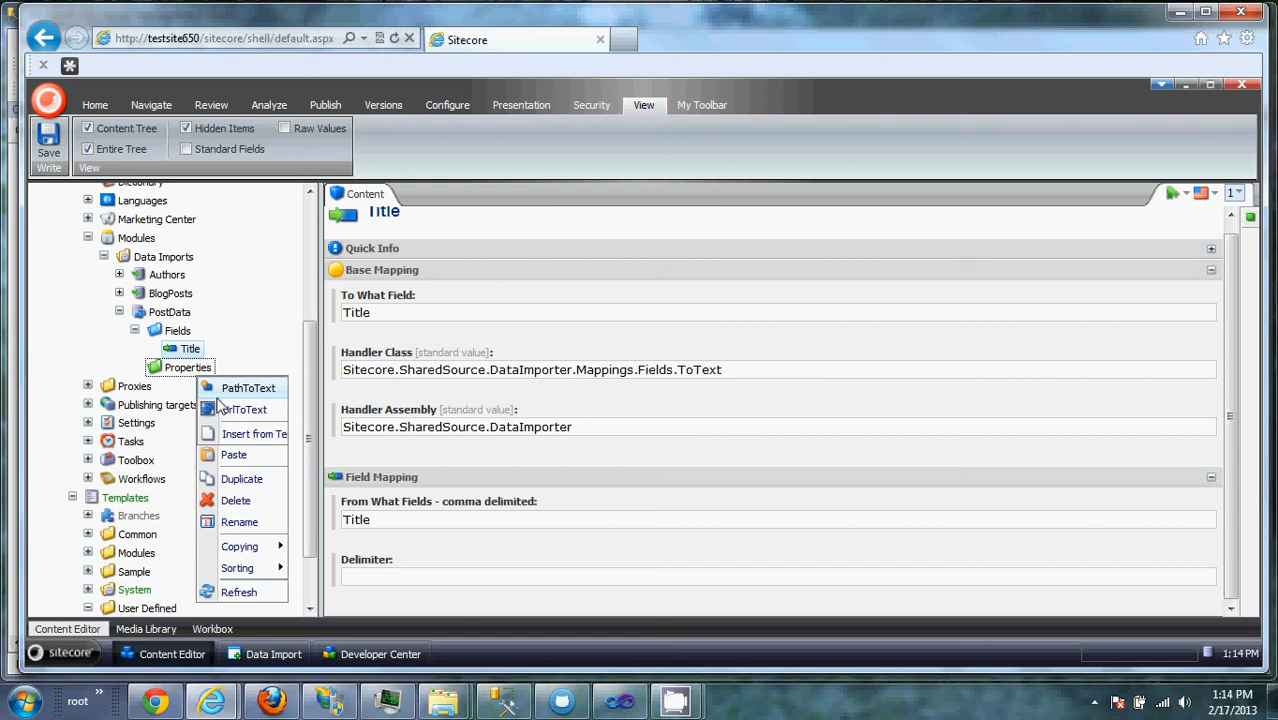 http://testsite650/sitecore/shell/default.aspx
Sitecore
Home
Navigate
Review
Analyze
Publish
Versions
Configure
Presentation
Security
View
My Toolbar
Content Tree
Hidden Items
Raw Values
Save
Entire Tree
Standard Fields
Write
View
Dictionary
Languages
Marketing Center
Modules
Data Imports
Authors
BlogPosts
PostData
Fields
Title
Properties
Proxies
Publishing targets
Settings
Tasks
Toolbox
Workflows
Templates
Branches
Common
Modules
Sample
System
User Defined
PathToText
Insert from Te
Paste
Duplicate
Delete
Rename
Copying
Sorting
Refresh
Content
1
Title
Quick Info
Base Mapping
To What Field:
Title
Handler Class [standard value]:
Sitecore.SharedSource.DataImporter.Mappings.Fields.ToText
Handler Assembly [standard value]:
Sitecore.SharedSource.DataImporter
Field Mapping
From What Fields - comma delimited:
Title
Delimiter:
Content Editor
Media Library
Workbox
sitecore
Content Editor
Data Import
Developer Center
1:14 PM
root
1:14 PM
2/17/2013